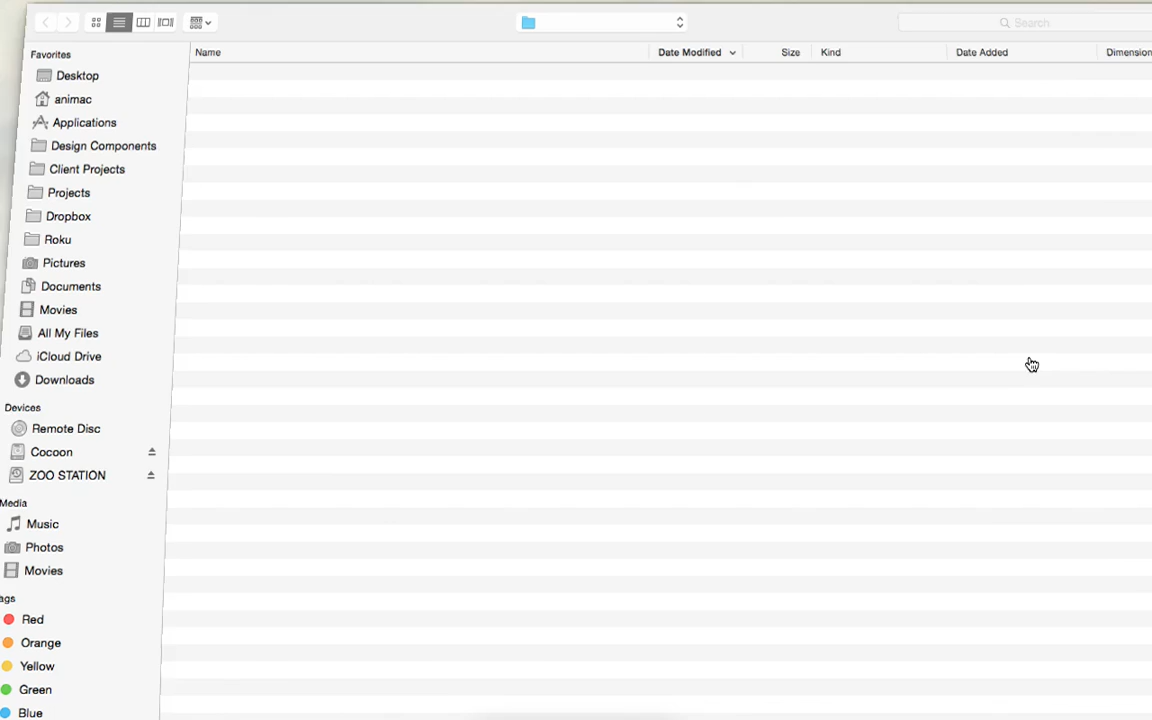 Search
Name Date Modified Size Kind Date Added Dimension
Favorites
Desktop
animac
Applications
Design Components
Client Projects
Projects
Dropbox
Roku
Pictures
Documents
Movies
All My Files
iCloud Drive
Downloads
Devices
Remote Disc
Cocoon
ZOO STATION
Media
Music
Photos
Movies
ags
Red
Orange
Yellow
Green
Blue